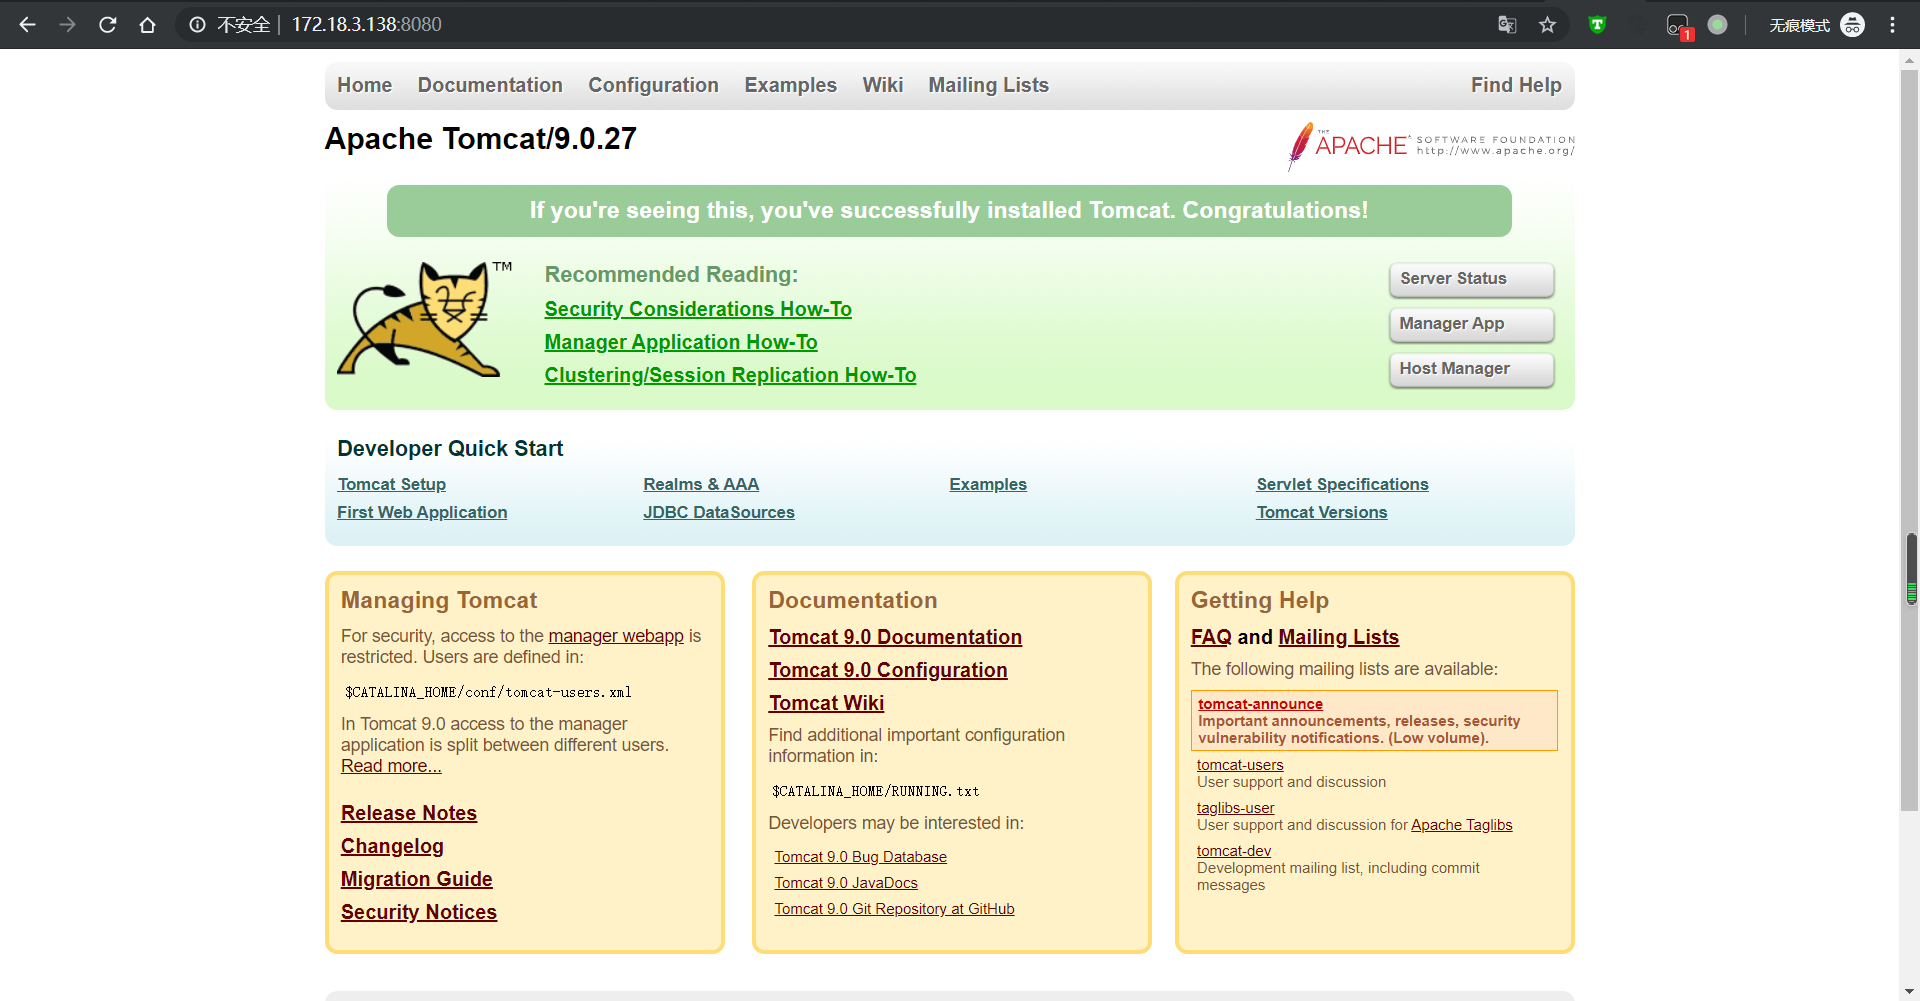 不安全 172.18.3.138:8080 1 无痕模式
Home Documentation Configuration Examples Wiki Mailing Lists Find Help
Apache Tomcat/9.0.27
THE APACHE SOFTWARE FOUNDATION
http://www.apache.org/
If you're seeing this, you've successfully installed Tomcat. Congratulations!
TM
Recommended Reading:
Security Considerations How-To
Manager Application How-To
Clustering/Session Replication How-To
Server Status
Manager App
Host Manager
Developer Quick Start
Tomcat Setup
First Web Application
Realms & AAA
JDBC DataSources
Examples
Servlet Specifications
Tomcat Versions
Managing Tomcat
For security, access to the manager webapp is
restricted. Users are defined in:
$CATALINA_HOME/conf/tomcat-users.xml
In Tomcat 9.0 access to the manager
application is split between different users.
Read more...
Release Notes
Changelog
Migration Guide
Security Notices
Documentation
Tomcat 9.0 Documentation
Tomcat 9.0 Configuration
Tomcat Wiki
Find additional important configuration
information in:
$CATALINA_HOME/RUNNING.txt
Developers may be interested in:
Tomcat 9.0 Bug Database
Tomcat 9.0 JavaDocs
Tomcat 9.0 Git Repository at GitHub
Getting Help
FAQ and Mailing Lists
The following mailing lists are available:
tomcat-announce
Important announcements, releases, security
vulnerability notifications. (Low volume).
tomcat-users
User support and discussion
taglibs-user
User support and discussion for Apache Taglibs
tomcat-dev
Development mailing list, including commit
messages